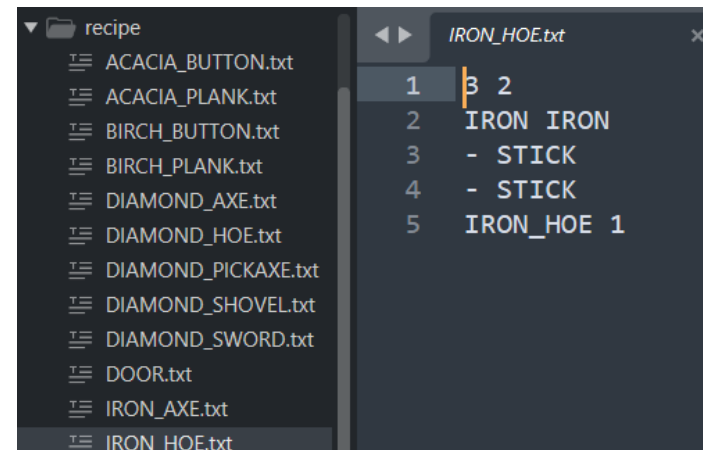 recipe
ACACIA_BUTTON.txt
ACACIA_PLANK.txt
BIRCH_BUTTON.txt
BIRCH_PLANK.txt
DIAMOND_AXE.txt
DIAMOND_HOE.txt
DIAMOND_PICKAXE.txt
DIAMOND_SHOVEL.txt
DIAMOND_SWORD.txt
DOOR.txt
IRON_AXE.txt
IRON_HOE.txt
IRON_HOE.txt ×
1 3 2
2 IRON IRON
3 - STICK
4 - STICK
5 IRON_HOE 1